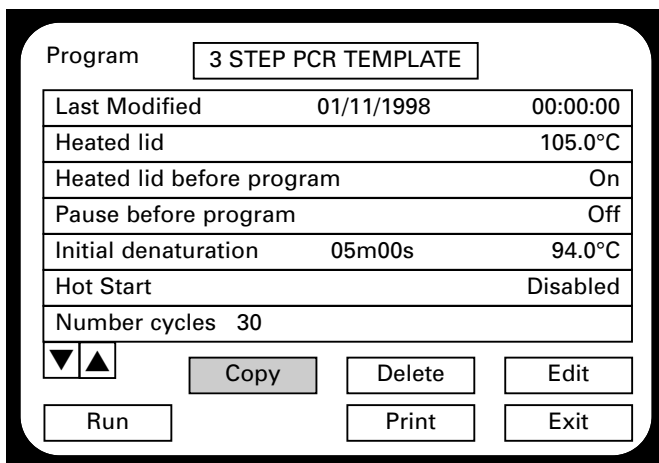 Program 3 STEP PCR TEMPLATE
Last Modified 01/11/1998 00:00:00
Heated lid 105.0°C
Heated lid before program On
Pause before program Off
Initial denaturation 05m00s 94.0°C
Hot Start Disabled
Number cycles 30
▼ ▲
Copy Delete Edit
Run Print Exit